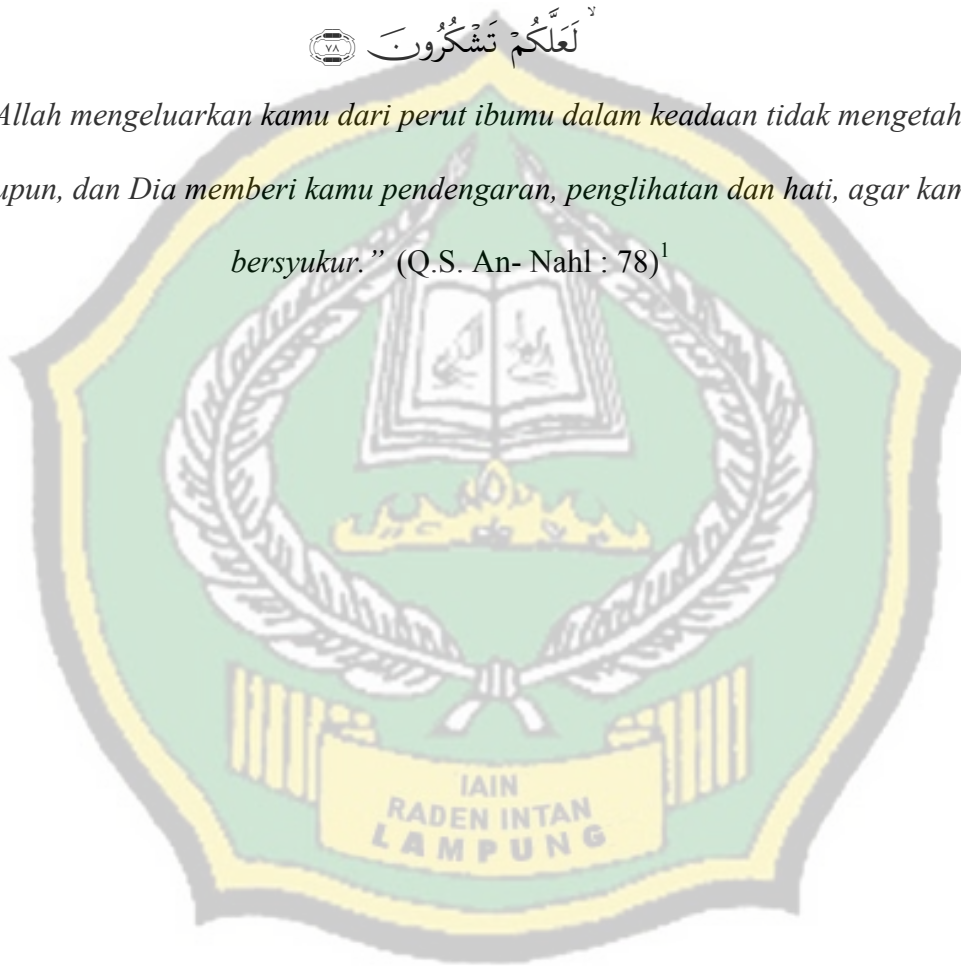 لَعَلَّكُمْ تَشْكُرُونَ ۝٧٨
Allah mengeluarkan kamu dari perut ibumu dalam keadaan tidak mengetah
upun, dan Dia memberi kamu pendengaran, penglihatan dan hati, agar kam
bersyukur.” (Q.S. An- Nahl : 78)1
IAIN
RADEN INTAN
LAMPUNG